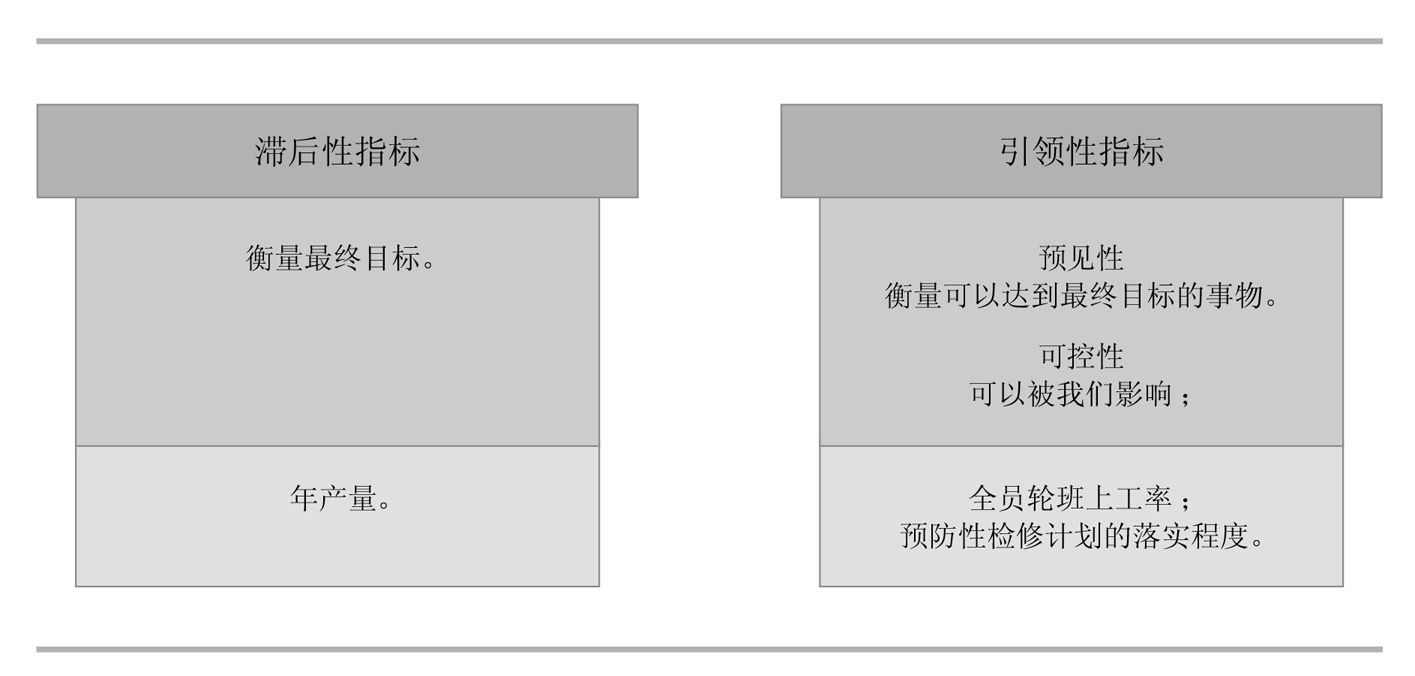 滞后性指标
衡量最终目标。
年产量。
引领性指标
预见性
衡量可以达到最终目标的事物。
可控性
可以被我们影响；
全员轮班上工率；
预防性检修计划的落实程度。